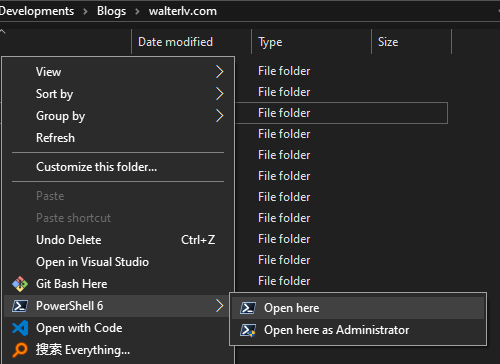 Developments > Blogs > walterlv.com
Date modified Type Size
View
Sort by
Group by
Refresh
Customize this folder...
Paste
Paste shortcut
Undo Delete Ctrl+Z
Open in Visual Studio
Git Bash Here
PowerShell 6
Open with Code
搜索 Everything...
File folder
File folder
File folder
File folder
File folder
File folder
File folder
File folder
File folder
File folder
File folder
Open here
Open here as Administrator